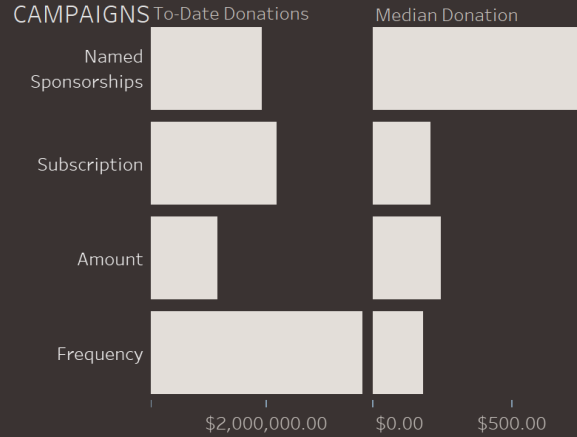 CAMPAIGNS To-Date Donations Median Donation
Named
Sponsorships
Subscription
Amount
Frequency
$2,000,000.00 $0.00 $500.00